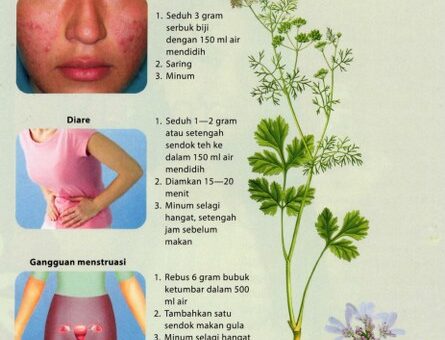 1. Seduh 3 gram
serbuk biji
dengan 150 ml air
mendidih
2. Saring
3. Minum
Diare
1. Seduh 1—2 gram
atau setengah
sendok teh ke
dalam 150 ml air
mendidih
2. Diamkan 15—20
menit
3. Minum selagi
hangat, setengah
jam sebelum
makan
Gangguan menstruasi
1. Rebus 6 gram bubuk
ketumbar dalam 500
ml air
2. Tambahkan satu
sendok makan gula
3. Minum selagi hangat